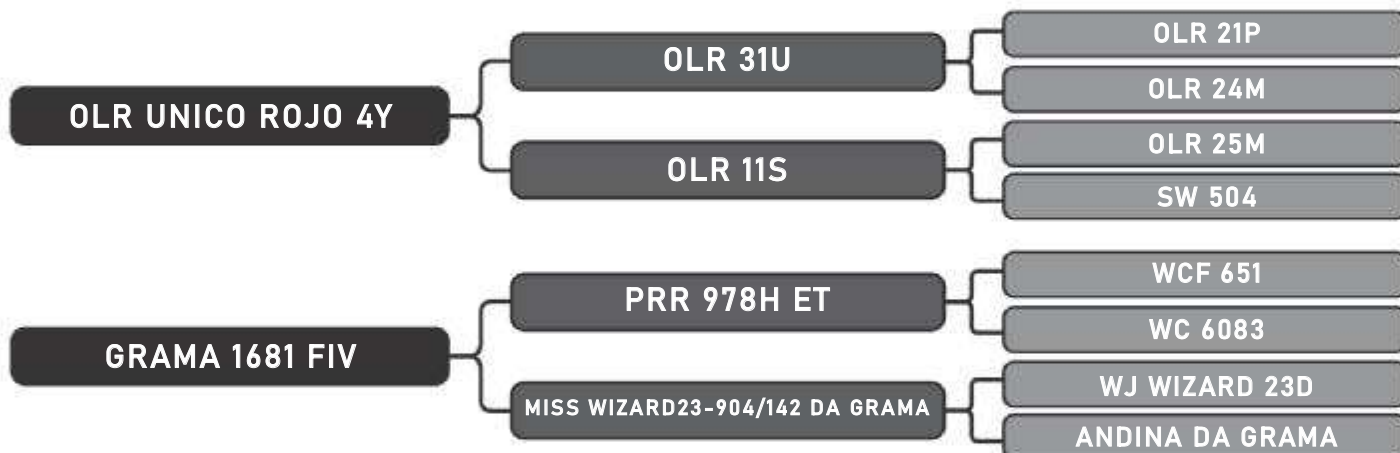 OLR 21P
OLR 31U
OLR 24M
OLR UNICO ROJO 4Y
OLR 25M
OLR 11S
SW 504
WCF 651
PRR 978H ET
WC 6083
GRAMA 1681 FIV
WJ WIZARD 23D
MISS WIZARD23-904/142 DA GRAMA
ANDINA DA GRAMA